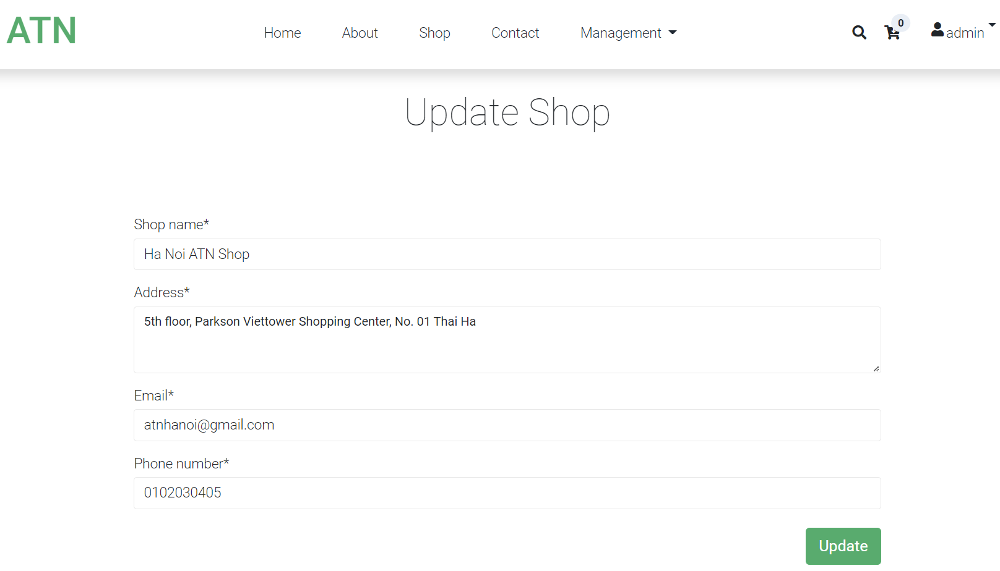 ATN
Home About Shop Contact Management 0 admin
Update Shop
Shop name*
Ha Noi ATN Shop
Address*
5th floor, Parkson Viettower Shopping Center, No. 01 Thai Ha
Email*
atnhanoi@gmail.com
Phone number*
0102030405
Update